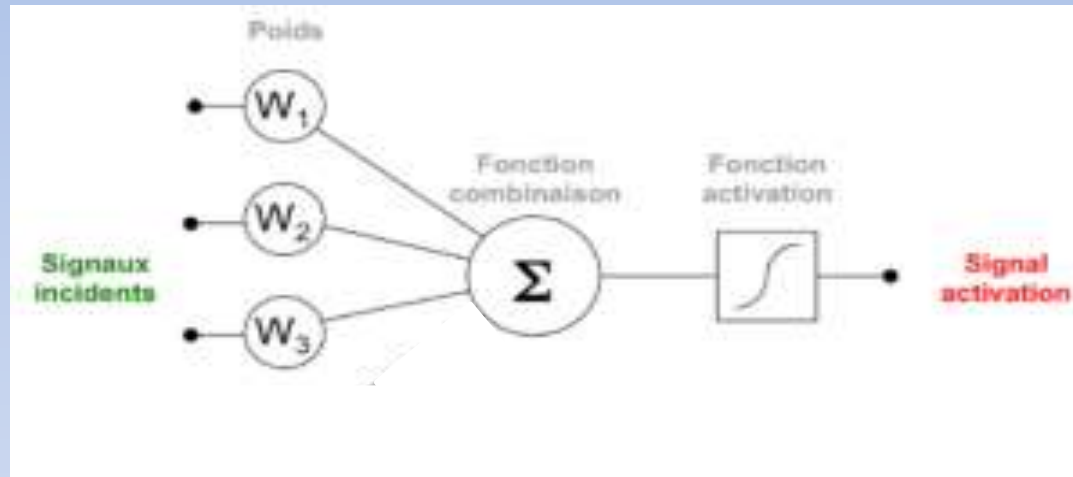 Poids
W1
Fonction
combinaison
Fonction
activation
W2
Signaux
incidents
Σ
Signal
activation
W3